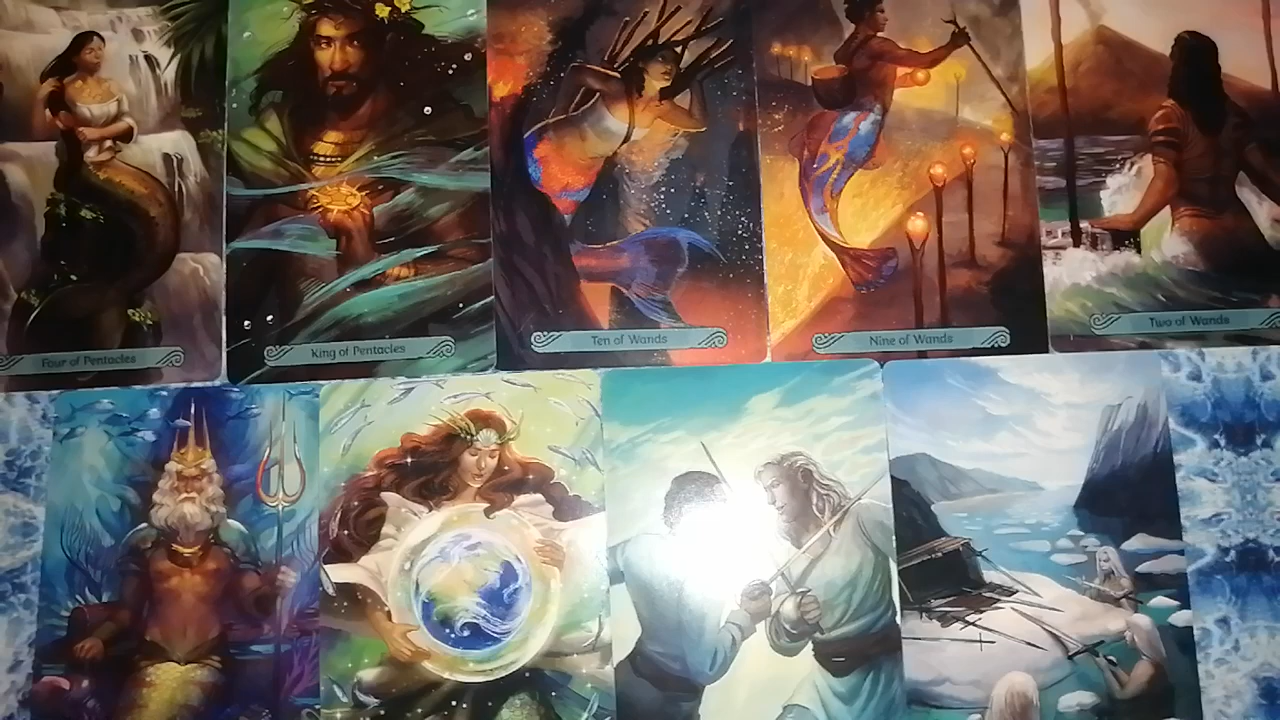 Four of Pentacles
King of Pentacles
Ten of Wands
Nine of Wands
Two of Wands